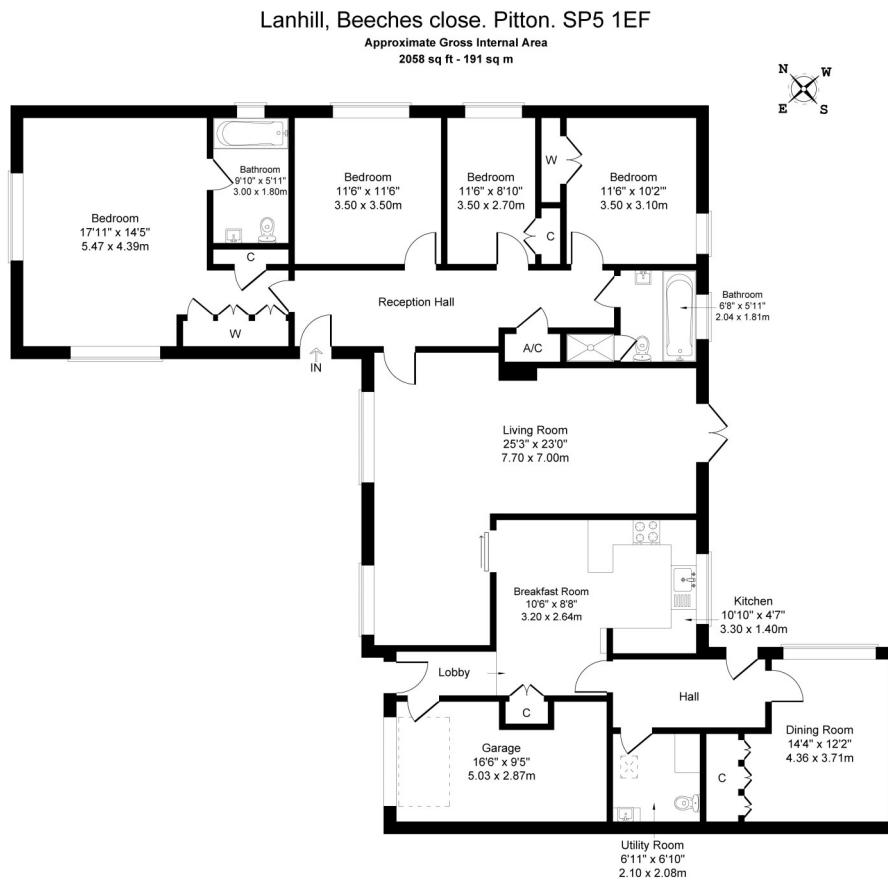 Lanhill, Beeches close. Pitton. SP5 1EF
Approximate Gross Internal Area
2058 sq ft - 191 sq m
N
W
E
S
Bedroom
17'11" x 14'5"
5.47 x 4.39m
Bathroom
9'10" x 5'11"
3.00 x 1.80m
Bedroom
11'6" x 11'6"
3.50 x 3.50m
Bedroom
11'6" x 8'10"
3.50 x 2.70m
W
Bedroom
11'6" x 10'2'"
3.50 x 3.10m
C
C
Reception Hall
Bathroom
6'8" x 5'11"
2.04 x 1.81m
W
A/C
IN
Living Room
25'3" x 23'0"
7.70 x 7.00m
Breakfast Room
10'6" x 8'8"
3.20 x 2.64m
Kitchen
10'10" x 4'7"
3.30 x 1.40m
Lobby
Hall
C
Garage
16'6" x 9'5"
5.03 x 2.87m
Dining Room
14'4" x 12'2"
4.36 x 3.71m
C
Utility Room
6'11" x 6'10"
2.10 x 2.08m